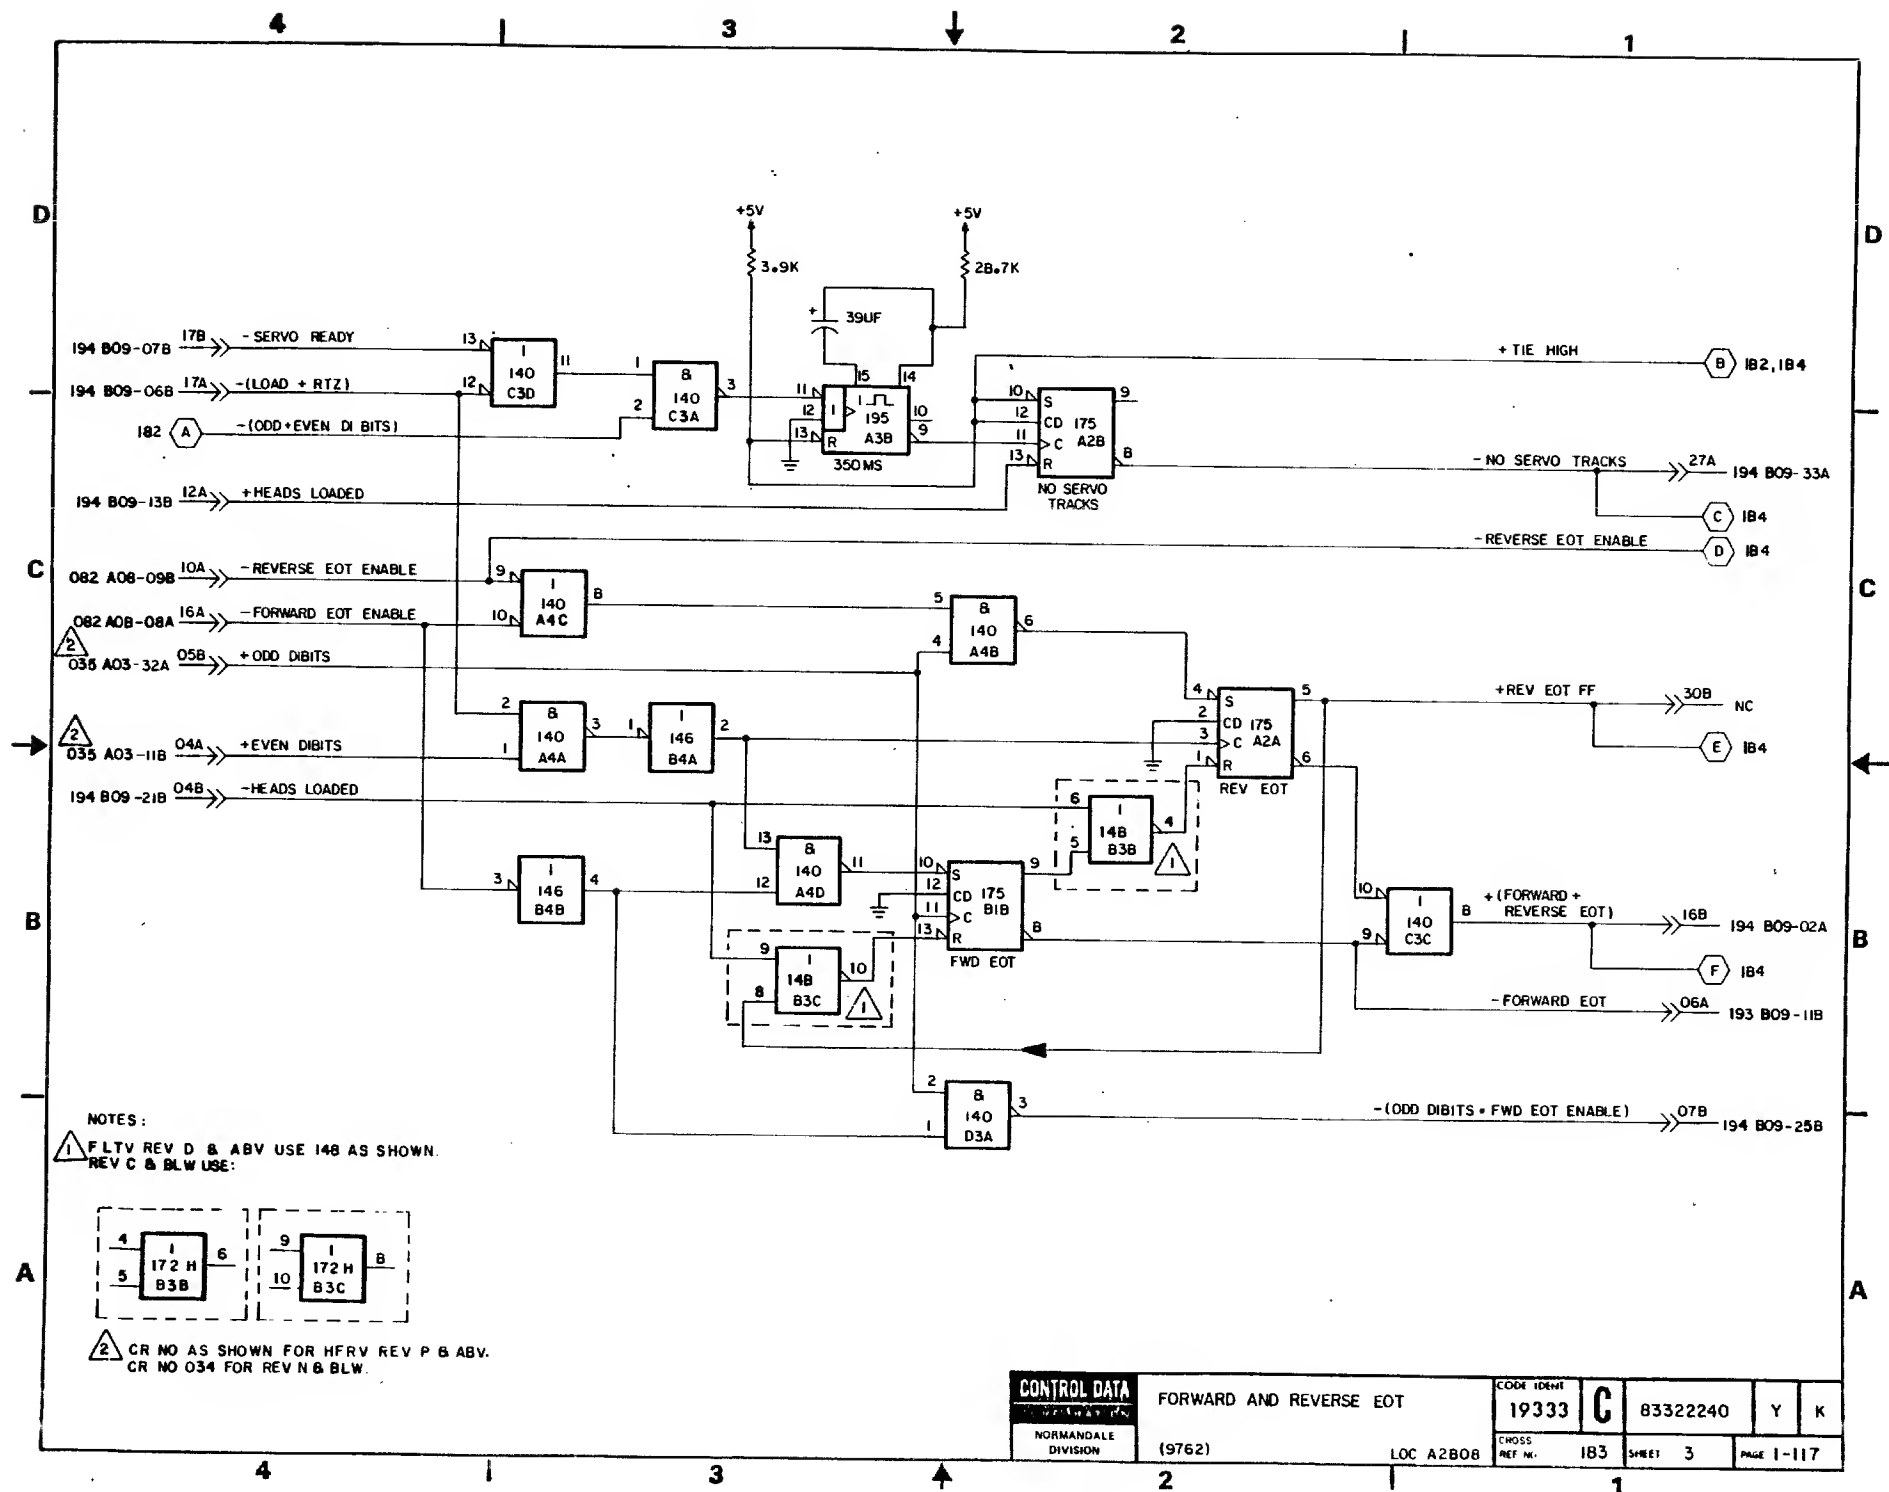 4 3 2 1
D
D
+5V
+5V
3.9K
28.7K
39UF
194 B09-07B 17B -SERVO READY
13
1
140
C3D
11
194 B09-06B 17A -(LOAD + RTZ)
12
1
2
&
140
C3A
3
182 A -(ODD+EVEN DI BITS)
15
14
11
12
13
1
1
195
R
A3B
10
9
350MS
10
12
11
13
S
CD
C
R
175
A2B
9
8
NO SERVO
TRACKS
+TIE HIGH
B 182,184
-NO SERVO TRACKS 27A 194 B09-33A
C 184
194 B09-13B 12A +HEADS LOADED
-REVERSE EOT ENABLE D 184
C
C
082 A08-09B 10A -REVERSE EOT ENABLE
082 A08-08A 16A -FORWARD EOT ENABLE
9
10
1
140
A4C
8
2
035 A03-32A 05B +ODD DIBITS
5
4
&
140
A4B
6
2
035 A03-11B 04A +EVEN DIBITS
2
1
&
140
A4A
3
1
1
146
B4A
2
4
2
3
1
S
CD
C
R
175
A2A
5
6
REV EOT
+REV EOT FF 30B NC
E 184
194 B09-21B 04B -HEADS LOADED
6
5
1
148
B3B
4
1
3
1
146
B4B
4
13
12
&
140
A4D
11
10
12
11
13
S
CD
C
R
175
B1B
9
8
FWD EOT
B
B
9
8
1
148
B3C
10
1
10
9
1
140
C3C
8
+(FORWARD +
REVERSE EOT) 16B 194 B09-02A
F 184
-FORWARD EOT 06A 193 B09-11B
2
1
&
140
D3A
3
-(ODD DIBITS • FWD EOT ENABLE) 07B 194 B09-25B
NOTES:
1 FLTV REV D & ABV USE 148 AS SHOWN.
REV C & BLW USE:
4
5
1
172 H
B3B
6
9
10
1
172 H
B3C
8
A
A
2 CR NO AS SHOWN FOR HFRV REV P & ABV.
CR NO 034 FOR REV N & BLW.
CONTROL DATA
NORMANDALE
DIVISION
FORWARD AND REVERSE EOT
(9762) LOC A2B08
CODE IDENT
19333
C
83322240
Y
K
CROSS
REF NO. 183
SHEET 3
PAGE 1-117
4 3 2 1